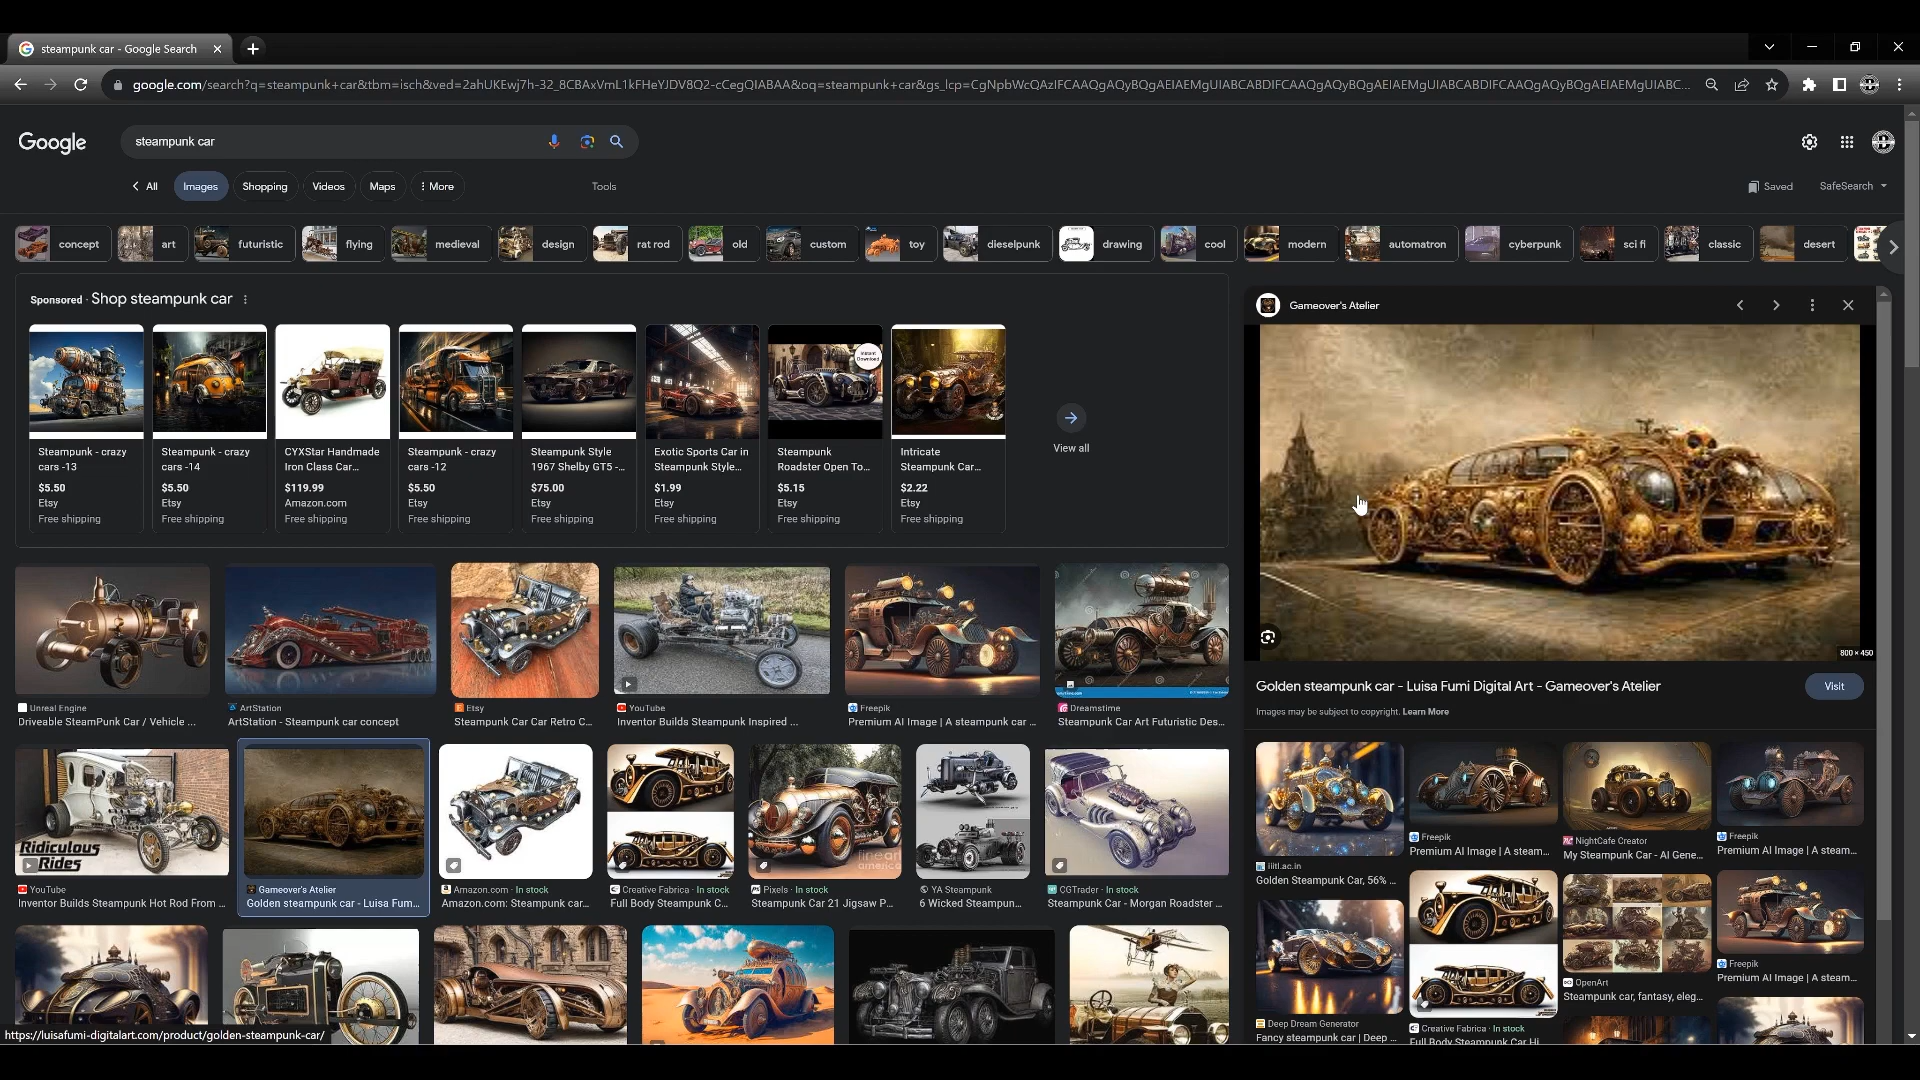 steampunk car - Google Search
google.com/search?q=steampunk+car&tbm=isch&ved=2ahUKEwj7h-32_8CBAxVmL1kFHeYJDV8Q2-cCegQIABAA&oq=steampunk+car&gs_lcp=CgNpbWcQAzIFCAAQgAQyBQgAEIAEMgUIABCABDIFCAAQgAQyBQgAEIAEMgUIABCABDIFCAAQgAQyBQgAEIAEMgUIABC...
Google
steampunk car
All
Images
Shopping
Videos
Maps
More
Tools
Saved
SafeSearch
concept
art
futuristic
flying
medieval
design
rat rod
old
custom
toy
dieselpunk
drawing
cool
modern
automatron
cyberpunk
sci fi
classic
desert
Sponsored · Shop steampunk car
Steampunk - crazy
cars -13
$5.50
Etsy
Free shipping
Steampunk - crazy
cars -14
$5.50
Etsy
Free shipping
CYXStar Handmade
Iron Class Car...
$119.99
Amazon.com
Free shipping
Steampunk - crazy
cars -12
$5.50
Etsy
Free shipping
Steampunk Style
1967 Shelby GT5 -...
$75.00
Etsy
Free shipping
Exotic Sports Car in
Steampunk Style...
$1.99
Etsy
Free shipping
Instant
Download
Steampunk
Roadster Open To...
$5.15
Etsy
Free shipping
Intricate
Steampunk Car...
$2.22
Etsy
Free shipping
View all
Unreal Engine
Driveable SteamPunk Car / Vehicle ...
ArtStation
ArtStation - Steampunk car concept
Etsy
Steampunk Car Car Retro C...
YouTube
Inventor Builds Steampunk Inspired ...
Freepik
Premium AI Image | A steampunk car ...
Dreamstime
Steampunk Car Art Futuristic Des...
Ridiculous
Rides
YouTube
Inventor Builds Steampunk Hot Rod From ...
Gameover's Atelier
Golden steampunk car - Luisa Fum...
Amazon.com · In stock
Amazon.com: Steampunk car...
Creative Fabrica · In stock
Full Body Steampunk C...
fineart
america
Pixels · In stock
Steampunk Car 21 Jigsaw P...
YA Steampunk
6 Wicked Steampun...
CGTrader · In stock
Steampunk Car - Morgan Roadster ...
https://luisafumi-digitalart.com/product/golden-steampunk-car/
Gameover's Atelier
800 × 450
Golden steampunk car - Luisa Fumi Digital Art - Gameover's Atelier
Visit
Images may be subject to copyright. Learn More
iiitl.ac.in
Golden Steampunk Car, 56% ...
Freepik
Premium AI Image | A steam...
NightCafe Creator
My Steampunk Car - AI Gene...
Freepik
Premium AI Image | A steam...
Deep Dream Generator
Fancy steampunk car | Deep ...
Creative Fabrica · In stock
Full Body Steampunk Car Hi
OpenArt
Steampunk car, fantasy, eleg...
Freepik
Premium AI Image | A steam...